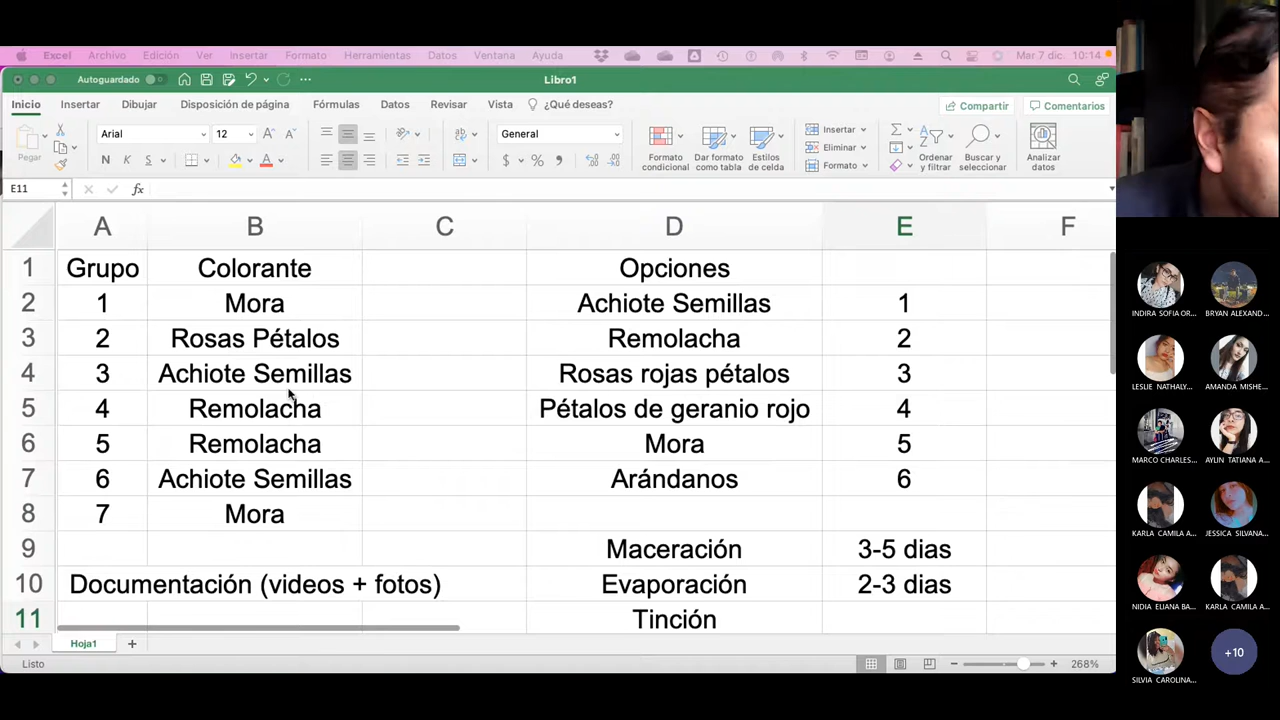 Excel Archivo Edición Ver Insertar Formato Herramientas Datos Ventana Ayuda Mar 7 dic. 10:14
Autoguardado Libro1
Inicio Insertar Dibujar Disposición de página Fórmulas Datos Revisar Vista ¿Qué deseas? Compartir Comentarios
Pegar Arial 12 General Formato condicional Dar formato como tabla Estilos de celda Insertar Eliminar Formato Ordenar y filtrar Buscar y seleccionar Analizar datos
N K S
E11 fx
A B C D E F
1 Grupo Colorante Opciones
2 1 Mora Achiote Semillas 1
3 2 Rosas Pétalos Remolacha 2
4 3 Achiote Semillas Rosas rojas pétalos 3
5 4 Remolacha Pétalos de geranio rojo 4
6 5 Remolacha Mora 5
7 6 Achiote Semillas Arándanos 6
8 7 Mora
9 Maceración 3-5 dias
10 Documentación (videos + fotos) Evaporación 2-3 dias
11 Tinción
Hoja1
Listo 268%
INDIRA SOFIA OR... BRYAN ALEXAND...
LESLIE NATHALY... AMANDA MISHE...
MARCO CHARLES... AYLIN TATIANA A...
KARLA CAMILA A... JESSICA SILVANA...
NIDIA ELIANA BA... KARLA CAMILA A...
SILVIA CAROLINA... +10